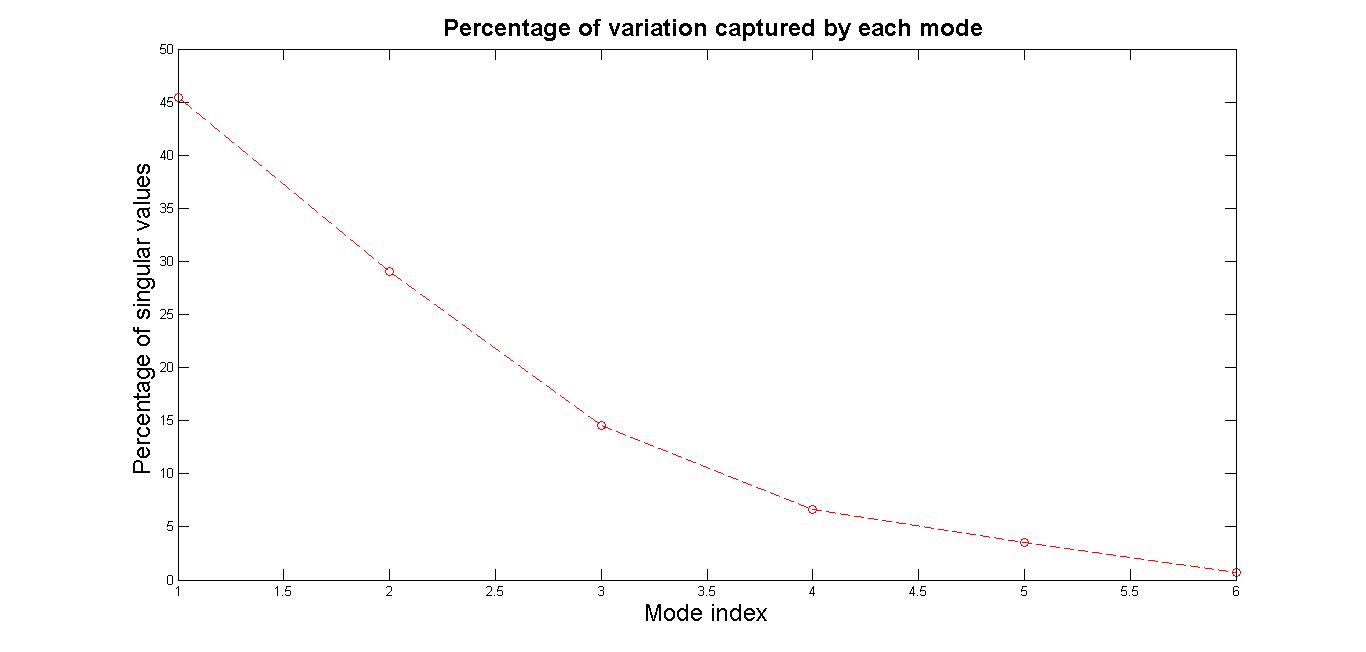 Percentage of variation captured by each mode
Percentage of singular values
50
45
40
35
30
25
20
15
10
5
0
1 1.5 2 2.5 3 3.5 4 4.5 5 5.5 6
Mode index